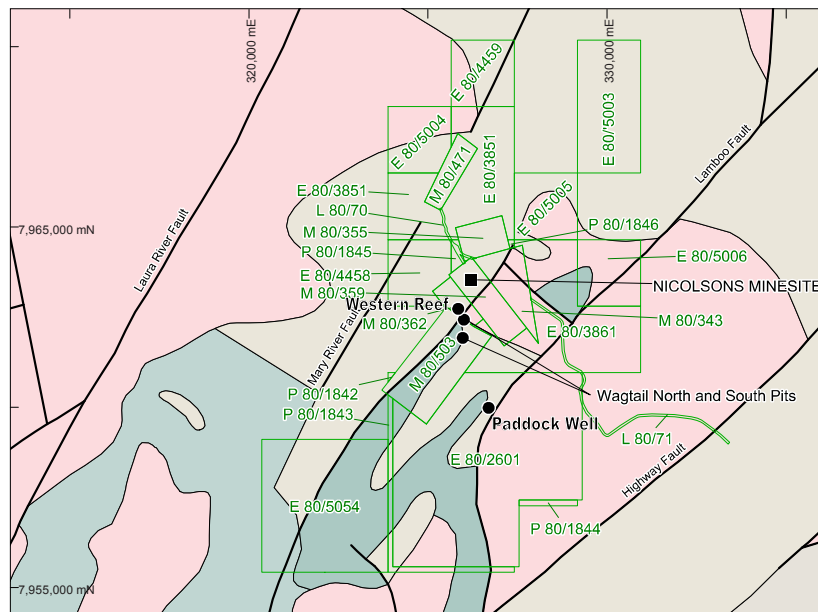 320,000 mE
330,000 mE
E 80/4459
E 80/5004
E 80/'5003
M 80/471
E 80/3851
Lamboo Fault
E 80/3851
E 80/5005
L 80/70
7,965,000 mN
M 80/355
P 80/1846
Laura River Fault
P 80/1845
E 80/5006
E 80/4458
NICOLSONS MINESITE
M 80/359
Western Reef
M 80/362
M 80/343
E 80/3861
Mary River Fault
M 80/503
P 80/1842
Wagtail North and South Pits
P 80/1843
Paddock Well
L 80/71
E 80/2601
Highway Fault
E 80/5054
P 80/1844
7,955,000 mN